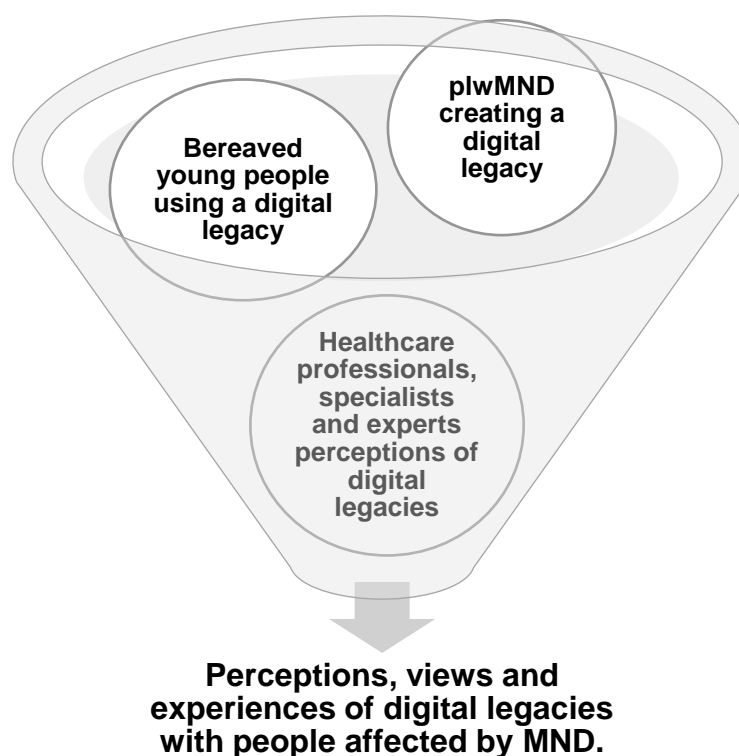 Bereaved
young people
using a digital
legacy
plwMND
creating a
digital
legacy
Healthcare
professionals,
specialists
and experts
perceptions of
digital
legacies
Perceptions, views and
experiences of digital legacies
with people affected by MND.